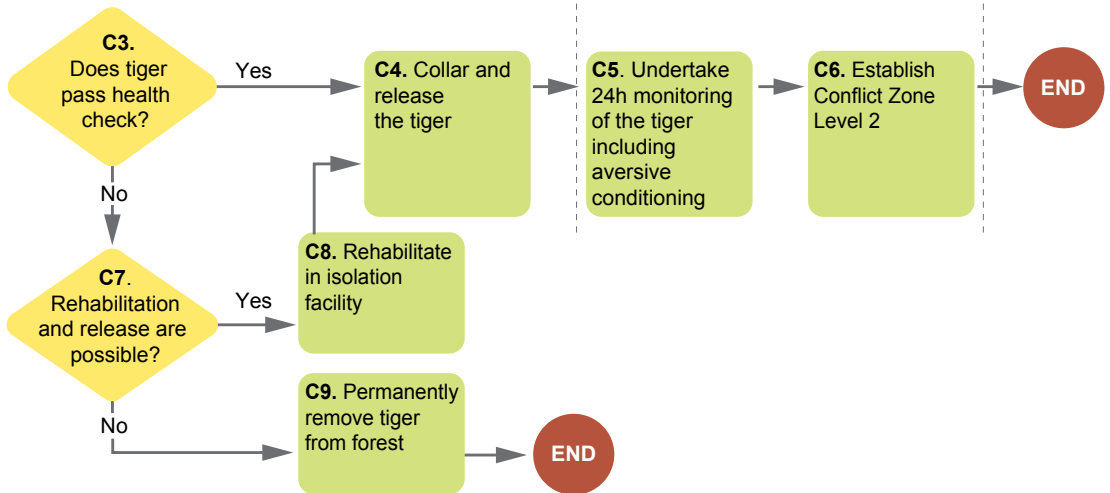 C3.
Does tiger
pass health
check?
Yes
C4. Collar and
release
the tiger
C5. Undertake
24h monitoring
of the tiger
including
aversive
conditioning
C6. Establish
Conflict Zone
Level 2
END
No
C7.
Rehabilitation
and release are
possible?
Yes
C8. Rehabilitate
in isolation
facility
No
C9. Permanently
remove tiger
from forest
END